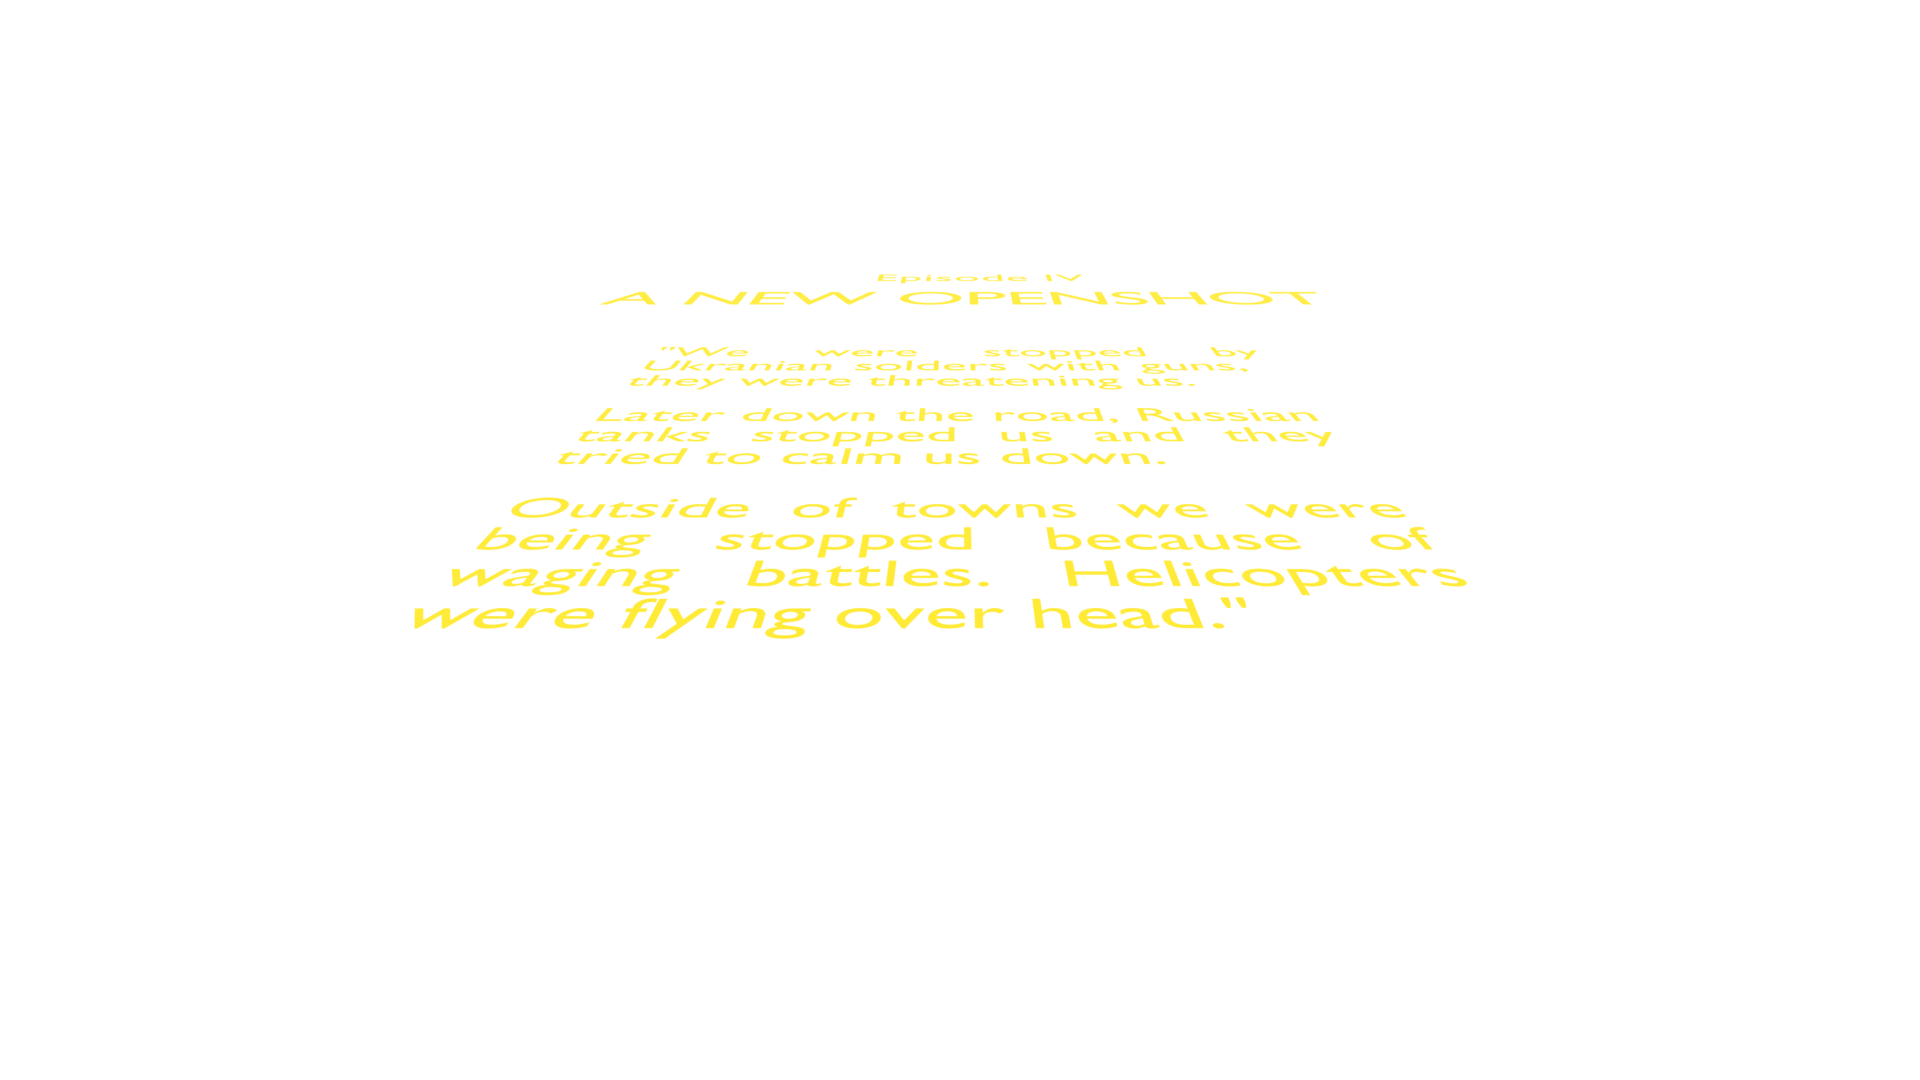 Episode IV
A NEW OPENSHOT
"We were stopped by
Ukranian solders with guns,
they were threatening us.
Later down the road, Russian
tanks stopped us and they
tried to calm us down.
Outside of towns we were
being stopped because of
waging battles. Helicopters
were flying over head."